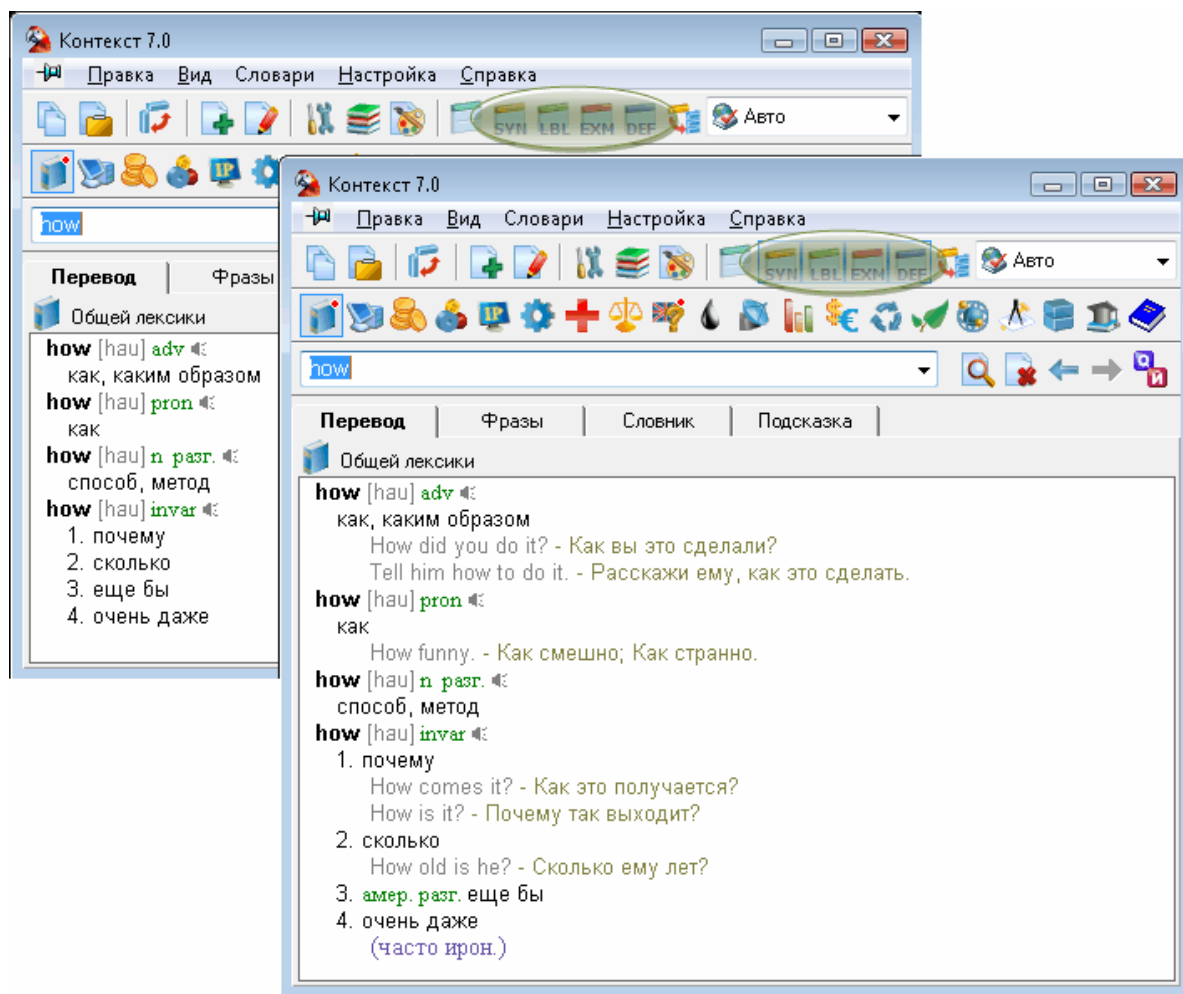 Контекст 7.0
Правка Вид Словари Настройка Справка
SYN LBL EXM DEF Авто
IP
how
Перевод Фразы
Общей лексики
how [hau] adv
как, каким образом
how [hau] pron
как
how [hau] n разг.
способ, метод
how [hau] invar
1. почему
2. сколько
3. еще бы
4. очень даже
Контекст 7.0
Правка Вид Словари Настройка Справка
SYN LBL EXM DEF Авто
IP
how
Перевод Фразы Словник Подсказка
Общей лексики
how [hau] adv
как, каким образом
How did you do it? - Как вы это сделали?
Tell him how to do it. - Расскажи ему, как это сделать.
how [hau] pron
как
How funny. - Как смешно; Как странно.
how [hau] n разг.
способ, метод
how [hau] invar
1. почему
How comes it? - Как это получается?
How is it? - Почему так выходит?
2. сколько
How old is he? - Сколько ему лет?
3. амер. разг. еще бы
4. очень даже
(часто ирон.)